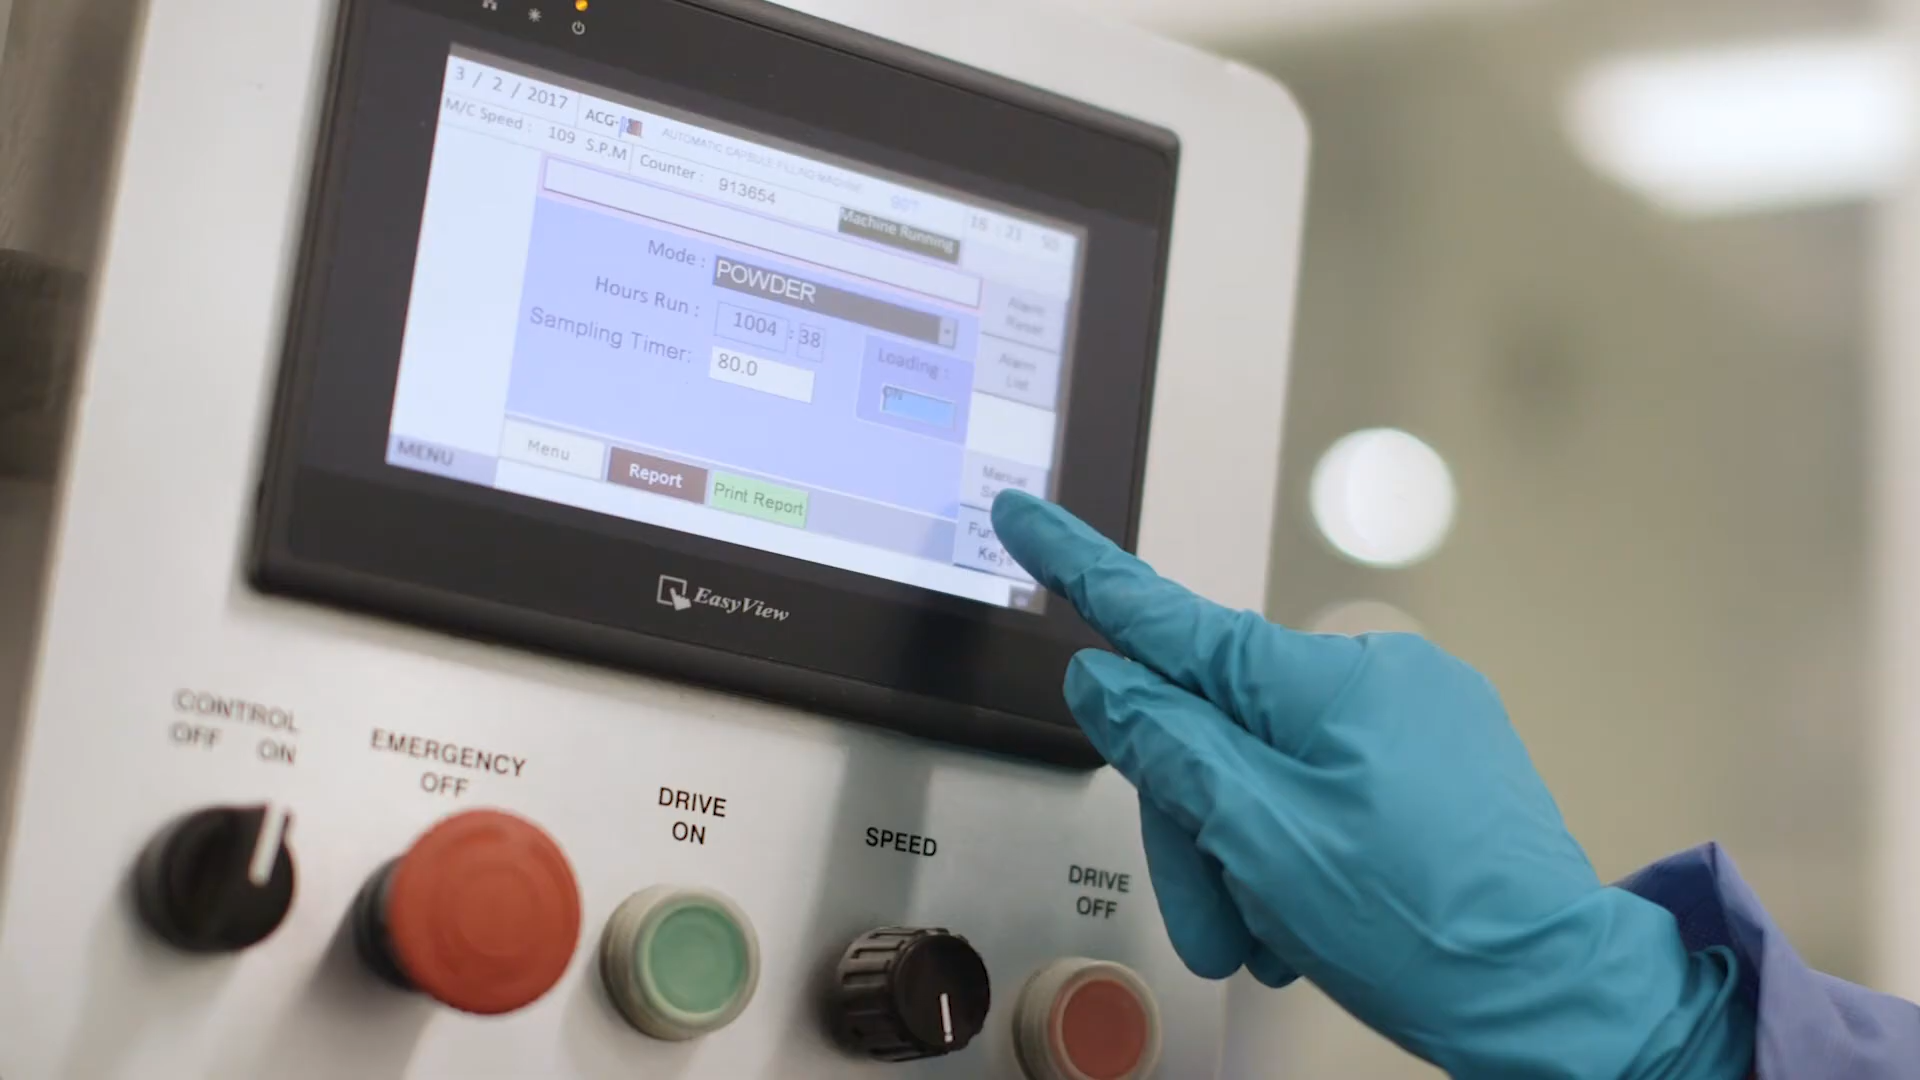 3 / 2 / 2017
ACG-
AUTOMATIC CAPSULE FILLING MACHINE
M/C Speed : 109 S.P.M
Counter : 913654
Machine Running
Mode : POWDER
Hours Run : 1004 : 38
Sampling Timer: 80.0
Loading :
ON
Alarm
Reset
Alarm
List
Manual
Keys
Menu
Report
Print Report
MENU
EasyView
CONTROL
OFF ON
EMERGENCY
OFF
DRIVE
ON
SPEED
DRIVE
OFF